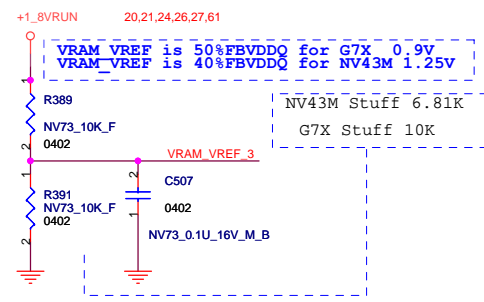 +1_8VRUN 20,21,24,26,27,61
VRAM_VREF is 50%FBVDDQ for G7X 0.9V
VRAM_VREF is 40%FBVDDQ for NV43M 1.25V
1
R389
NV73_10K_F
0402
2
NV43M Stuff 6.81K
G7X Stuff 10K
VRAM_VREF_3
1
R391
NV73_10K_F
0402
2
2
C507
0402
1
NV73_0.1U_16V_M_B